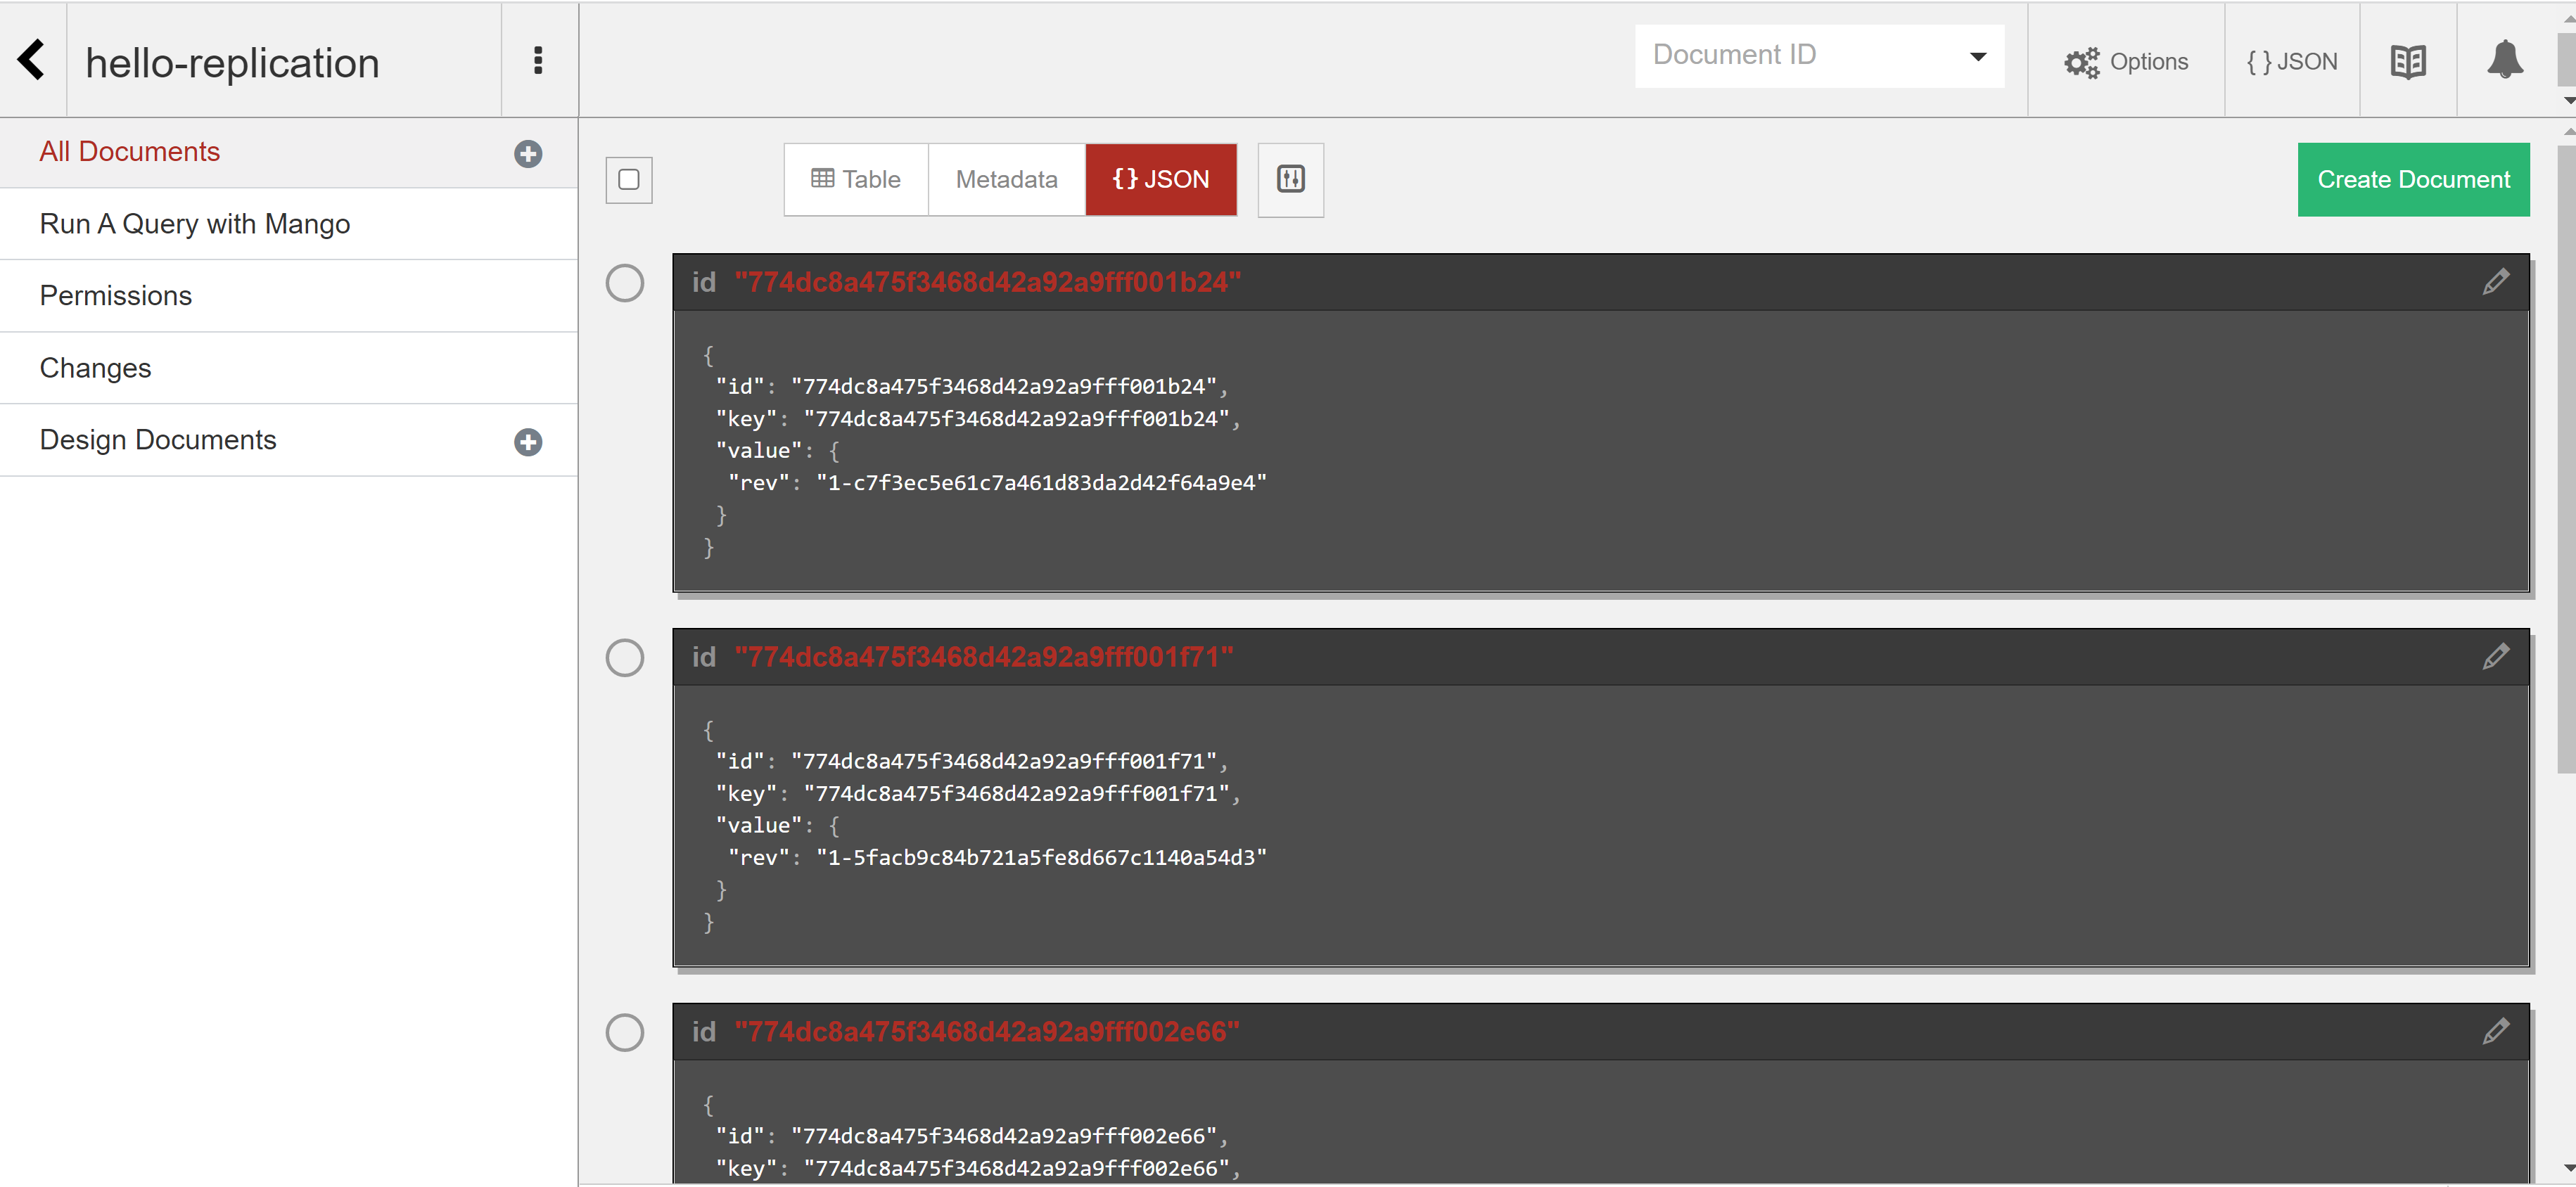 hello-replication
Document ID
Options
{ } JSON
All Documents
Run A Query with Mango
Permissions
Changes
Design Documents
Table
Metadata
{ } JSON
Create Document
id "774dc8a475f3468d42a92a9fff001b24"
{
"id": "774dc8a475f3468d42a92a9fff001b24",
"key": "774dc8a475f3468d42a92a9fff001b24",
"value": {
"rev": "1-c7f3ec5e61c7a461d83da2d42f64a9e4"
}
}
id "774dc8a475f3468d42a92a9fff001f71"
{
"id": "774dc8a475f3468d42a92a9fff001f71",
"key": "774dc8a475f3468d42a92a9fff001f71",
"value": {
"rev": "1-5facb9c84b721a5fe8d667c1140a54d3"
}
}
id "774dc8a475f3468d42a92a9fff002e66"
{
"id": "774dc8a475f3468d42a92a9fff002e66",
"key": "774dc8a475f3468d42a92a9fff002e66",